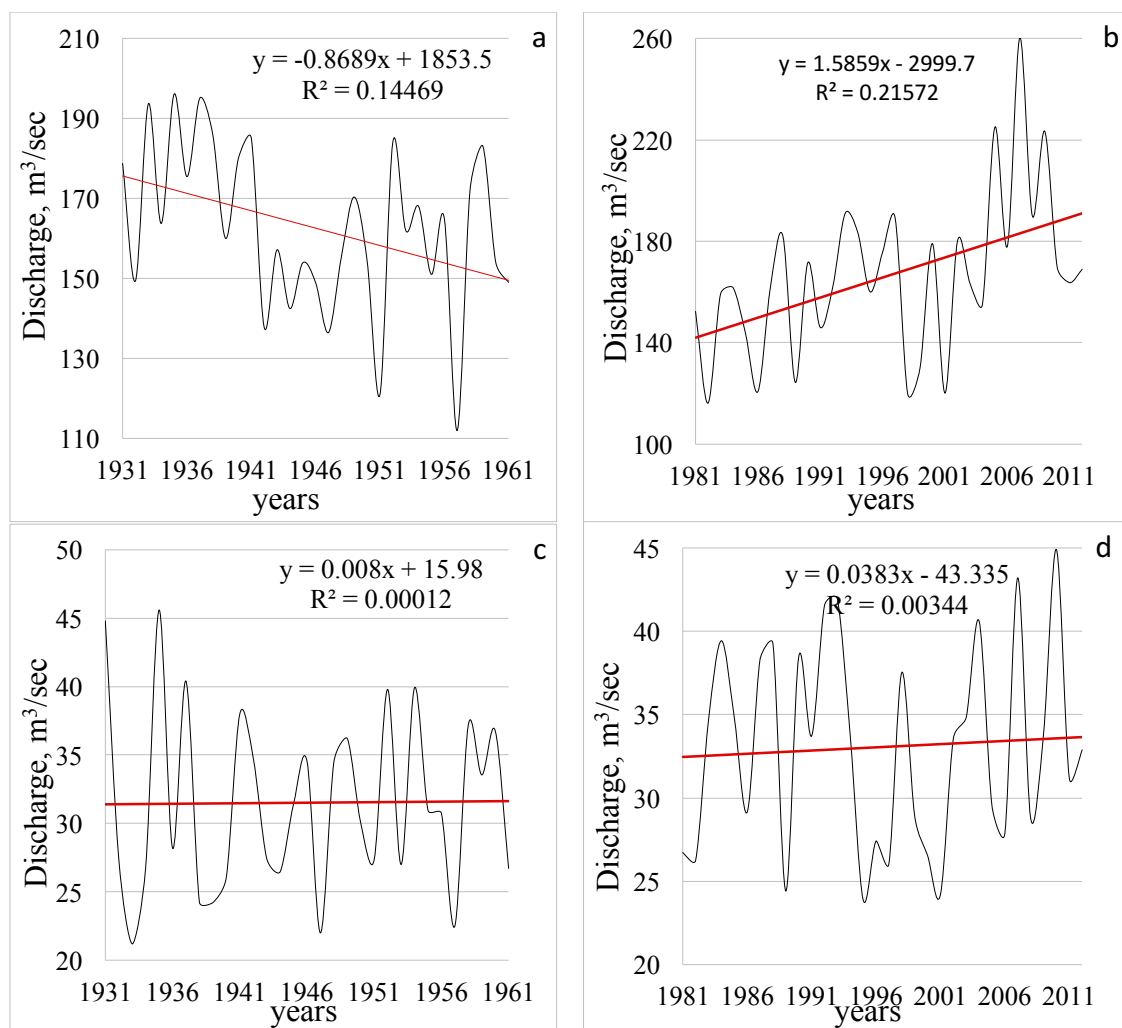 a
y = -0.8689x + 1853.5
R² = 0.14469
Discharge, m³/sec
210
190
170
150
130
110
1931 1936 1941 1946 1951 1956 1961
years
b
y = 1.5859x - 2999.7
R² = 0.21572
Discharge, m³/sec
260
220
180
140
100
1981 1986 1991 1996 2001 2006 2011
years
c
y = 0.008x + 15.98
R² = 0.00012
Discharge, m³/sec
50
45
40
35
30
25
20
1931 1936 1941 1946 1951 1956 1961
years
d
y = 0.0383x - 43.335
R² = 0.00344
Discharge, m³/sec
45
40
35
30
25
20
1981 1986 1991 1996 2001 2006 2011
years